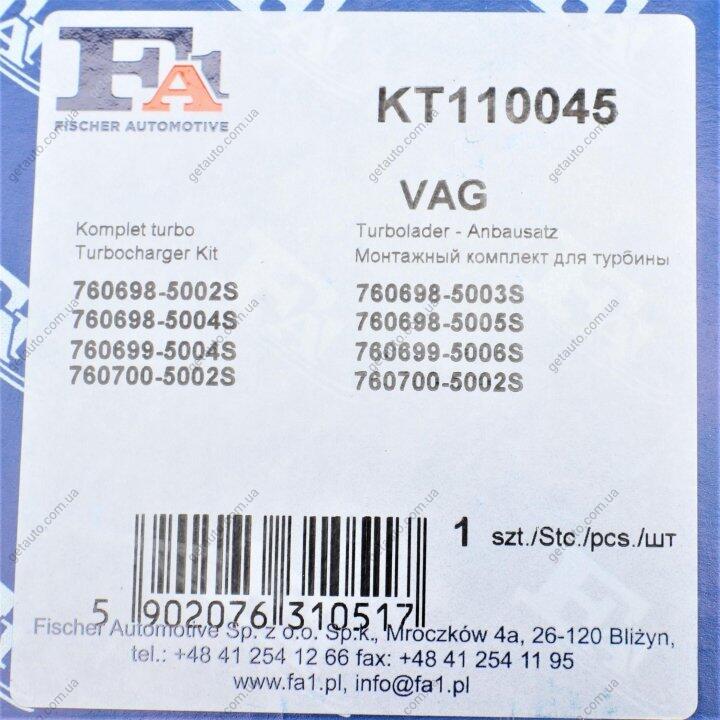 FA1
FISCHER AUTOMOTIVE
KT110045
VAG
Komplet turbo
Turbocharger Kit
Turbolader - Anbausatz
Монтажный комплект для турбины
760698-5002S 760698-5003S
760698-5004S 760698-5005S
760699-5004S 760699-5006S
760700-5002S 760700-5002S
1 szt./Stc./pcs./шт
5 902076 310517
Fischer Automotive Sp. z o.o. Sp.k., Mroczków 4a, 26-120 Bliżyn,
tel.: +48 41 254 12 66 fax: +48 41 254 11 95
www.fa1.pl, info@fa1.pl
getauto.com.ua